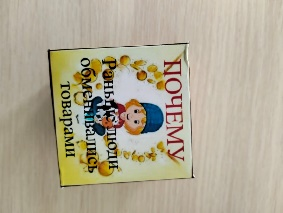 ПОЧЕМУ
Раньше люди
обменивались
товарами